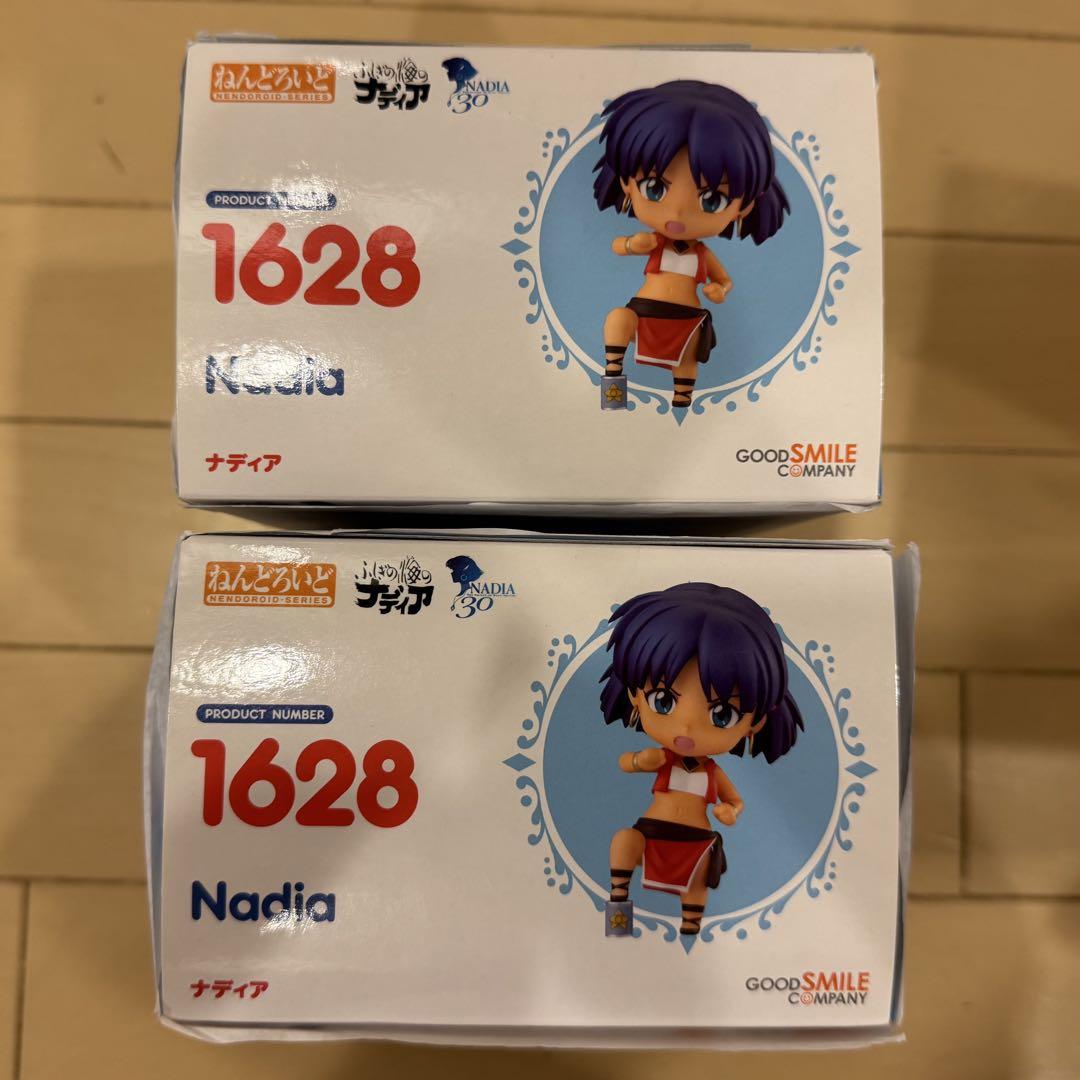 ねんどろいど
NENDOROID-SERIES
ふしぎの海の
ナディア
NADIA
30
PRODUCT NUMBER
1628
Nadia
ナディア
GOOD SMILE
COMPANY
ねんどろいど
NENDOROID-SERIES
ふしぎの海の
ナディア
NADIA
30
PRODUCT NUMBER
1628
Nadia
ナディア
GOOD SMILE
COMPANY